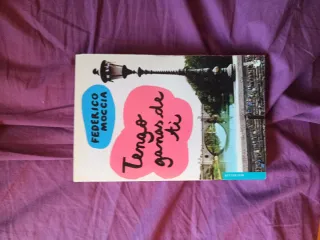 FEDERICO
MOCCIA
Tengo
ganas de
ti